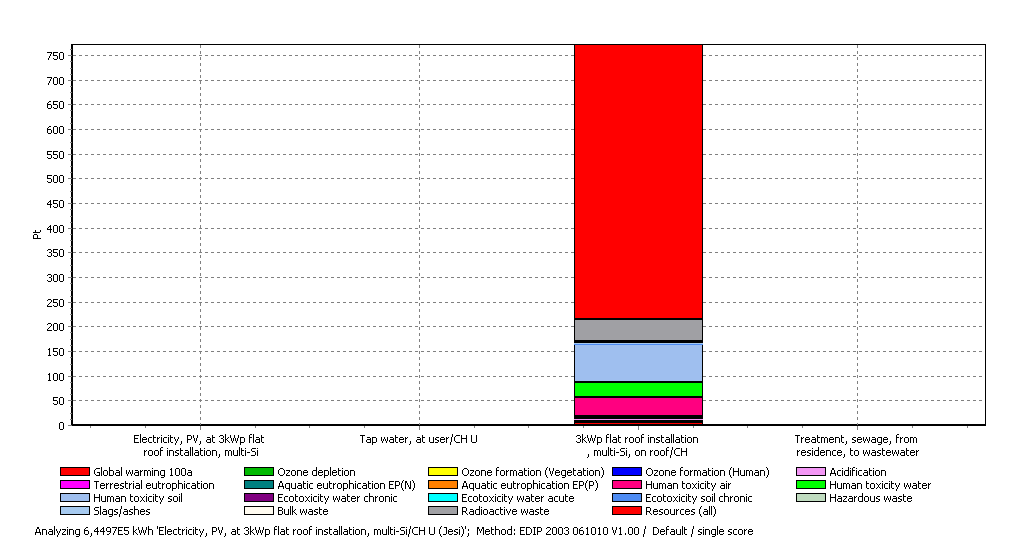 750
700
650
600
550
500
450
400
350
300
250
200
150
100
50
0
Pt
Electricity, PV, at 3kWp flat
roof installation, multi-Si
Tap water, at user/CH U
3kWp flat roof installation
, multi-Si, on roof/CH
Treatment, sewage, from
residence, to wastewater
Global warming 100a Ozone depletion Ozone formation (Vegetation) Ozone formation (Human) Acidification
Terrestrial eutrophication Aquatic eutrophication EP(N) Aquatic eutrophication EP(P) Human toxicity air Human toxicity water
Human toxicity soil Ecotoxicity water chronic Ecotoxicity water acute Ecotoxicity soil chronic Hazardous waste
Slags/ashes Bulk waste Radioactive waste Resources (all)
Analyzing 6,4497E5 kWh 'Electricity, PV, at 3kWp flat roof installation, multi-Si/CH U (Jesi)'; Method: EDIP 2003 061010 V1.00 / Default / single score